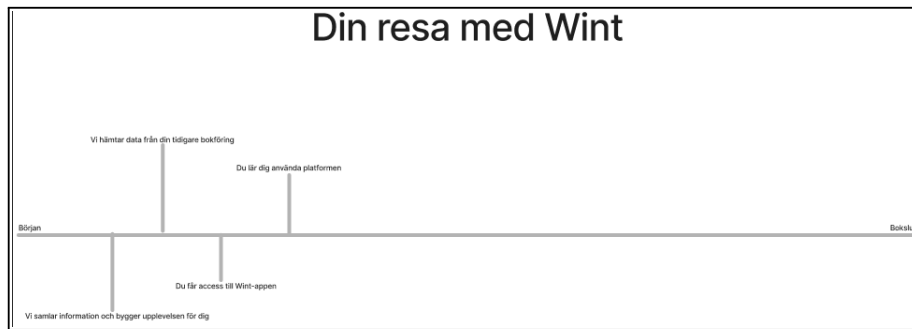 Din resa med Wint
Vi hämtar data från din tidigare bokföring
Du lär dig använda platformen
Början
Bokslu
Du får access till Wint-appen
Vi samlar information och bygger upplevelsen för dig